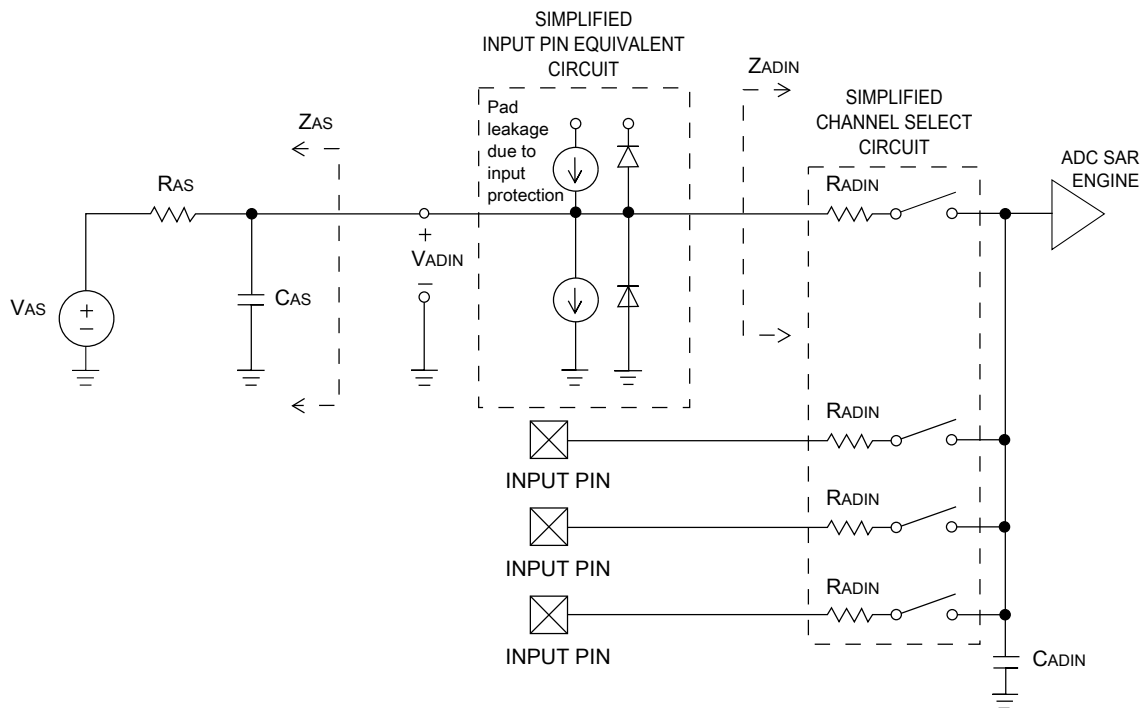 SIMPLIFIED
INPUT PIN EQUIVALENT
CIRCUIT
ZADIN
SIMPLIFIED
CHANNEL SELECT
CIRCUIT
Pad
leakage
due to
input
protection
ZAS
RAS
RADIN
ADC SAR
ENGINE
+
VADIN
−
VAS
+
−
CAS
RADIN
INPUT PIN
RADIN
INPUT PIN
RADIN
INPUT PIN
CADIN